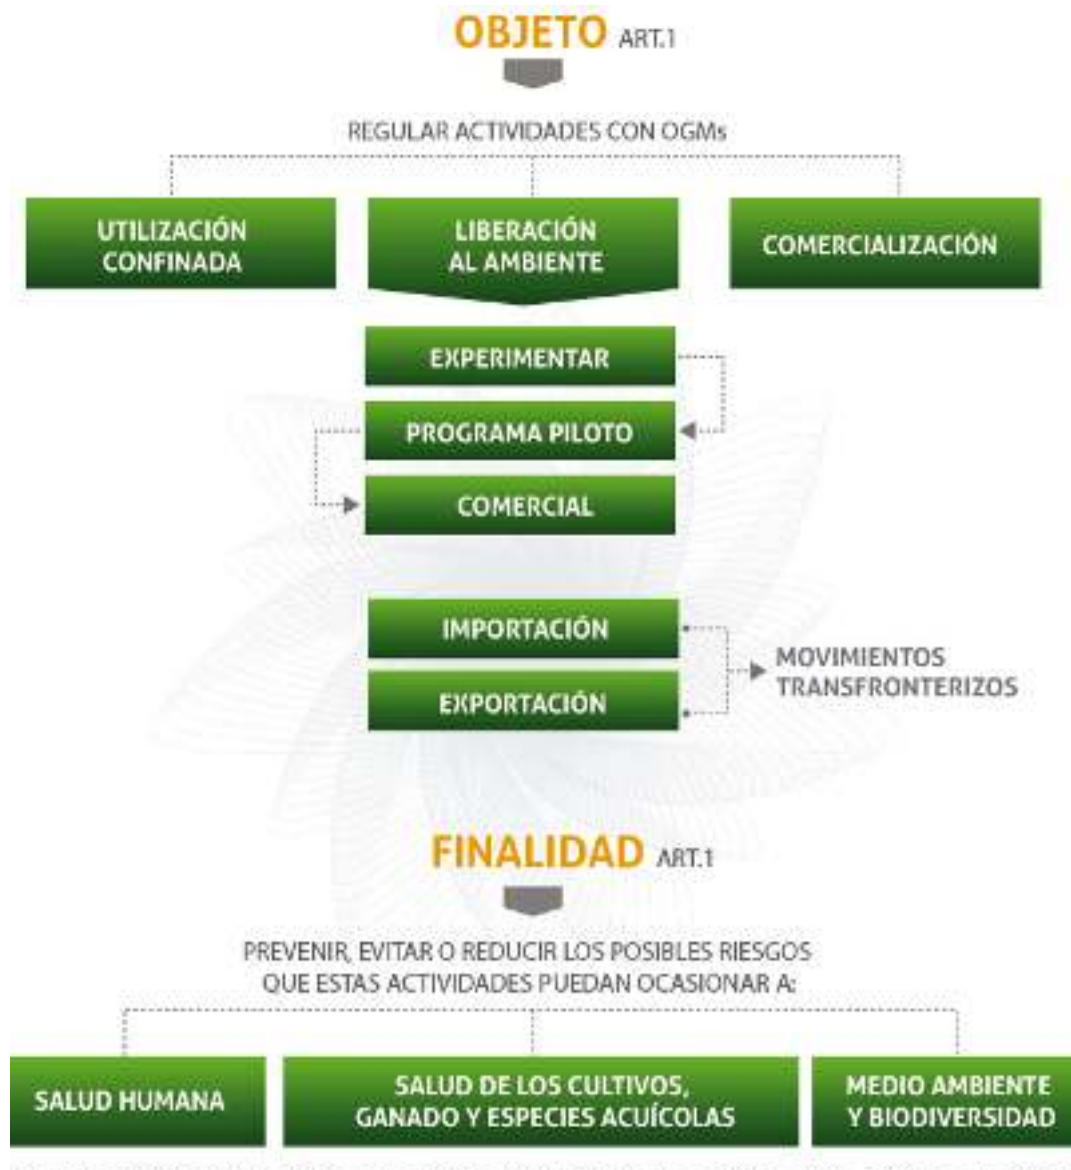 OBJETO ART.1
REGULAR ACTIVIDADES CON OGMs
UTILIZACIÓN
CONFINADA
LIBERACIÓN
AL AMBIENTE
COMERCIALIZACIÓN
EXPERIMENTAR
PROGRAMA PILOTO
COMERCIAL
IMPORTACIÓN
EXPORTACIÓN
MOVIMIENTOS
TRANSFRONTERIZOS
FINALIDAD ART.1
PREVENIR, EVITAR O REDUCIR LOS POSIBLES RIESGOS
QUE ESTAS ACTIVIDADES PUEDAN OCASIONAR A:
SALUD HUMANA
SALUD DE LOS CULTIVOS,
GANADO Y ESPECIES ACUÍCOLAS
MEDIO AMBIENTE
Y BIODIVERSIDAD